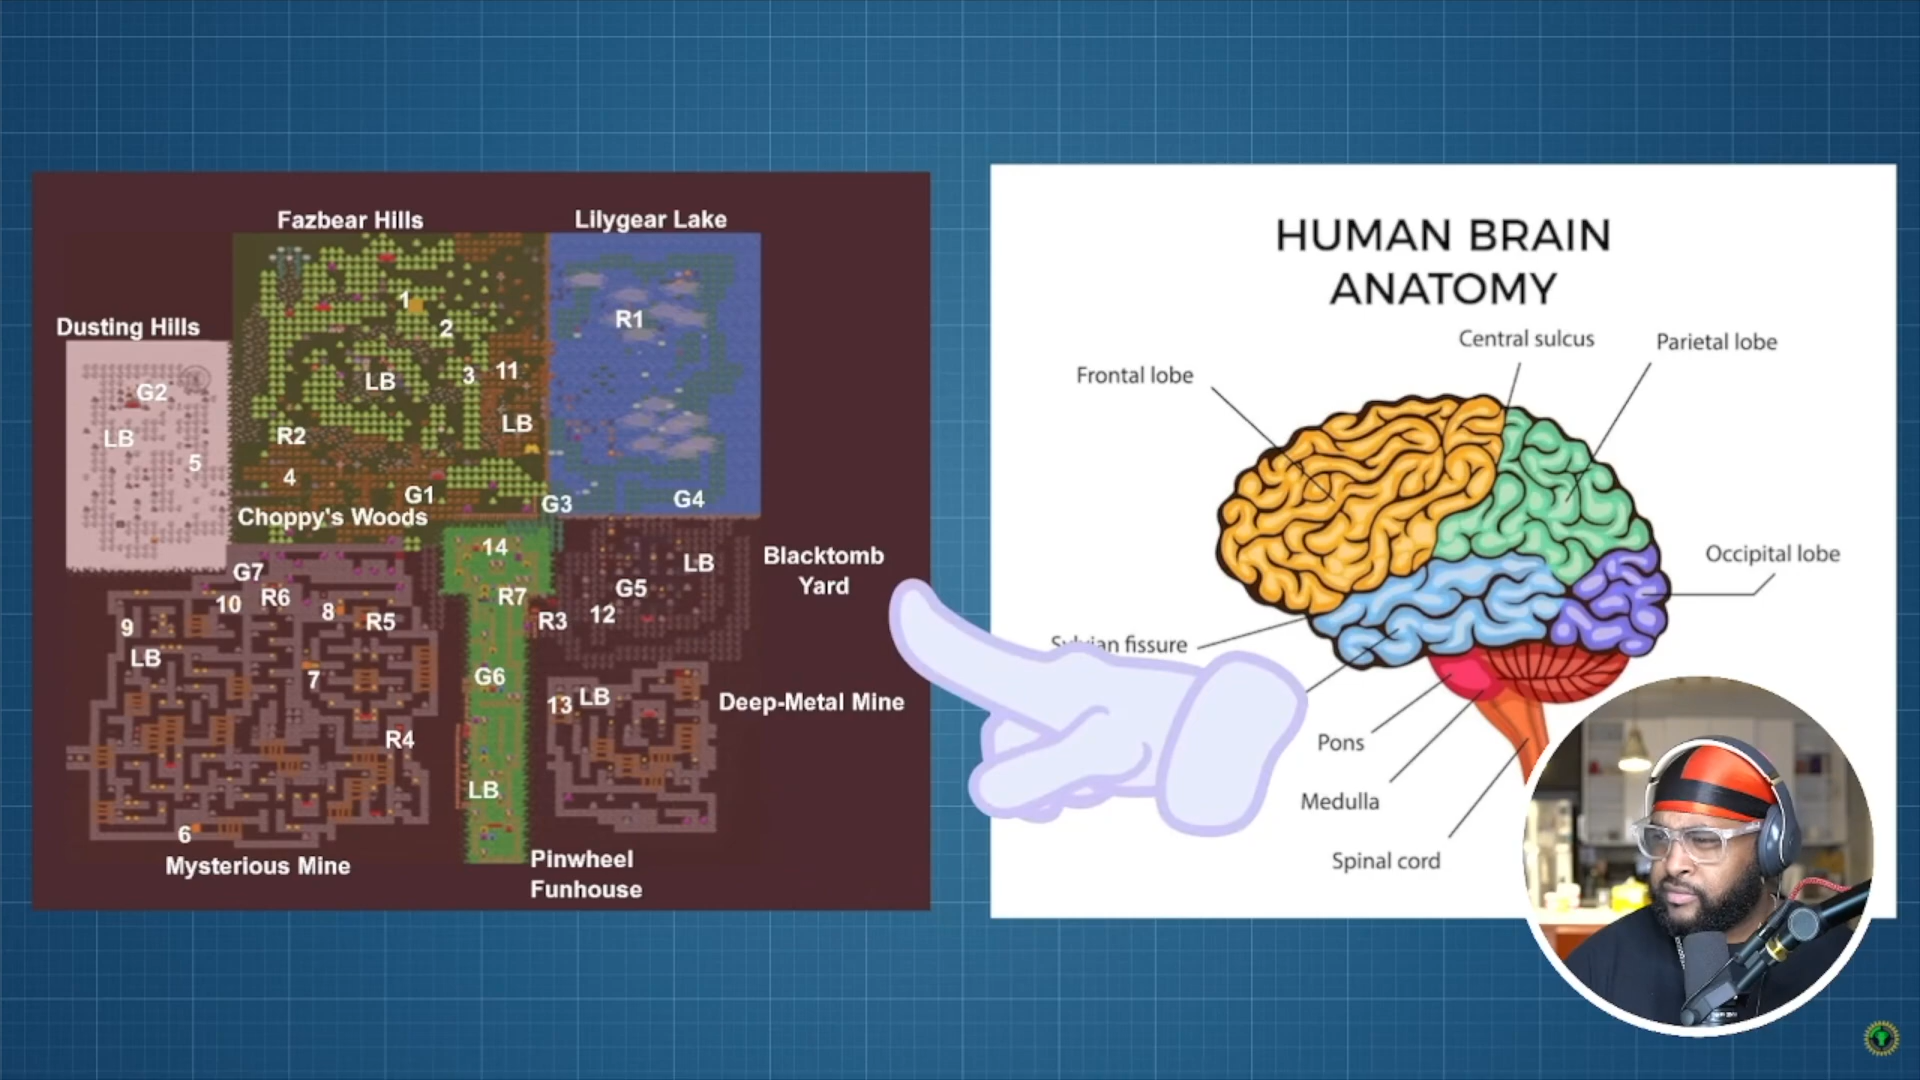 Fazbear Hills
Lilygear Lake
Dusting Hills
1
2
R1
G2
LB
3
11
LB
LB
5
R2
4
G1
G3
G4
Choppy's Woods
14
LB
Blacktomb
Yard
G7
R6
10
8
R5
R7
R3
G5
12
9
LB
7
G6
13
LB
Deep-Metal Mine
R4
LB
6
Mysterious Mine
Pinwheel
Funhouse
HUMAN BRAIN
ANATOMY
Central sulcus
Parietal lobe
Frontal lobe
Occipital lobe
fissure
Pons
Medulla
Spinal cord